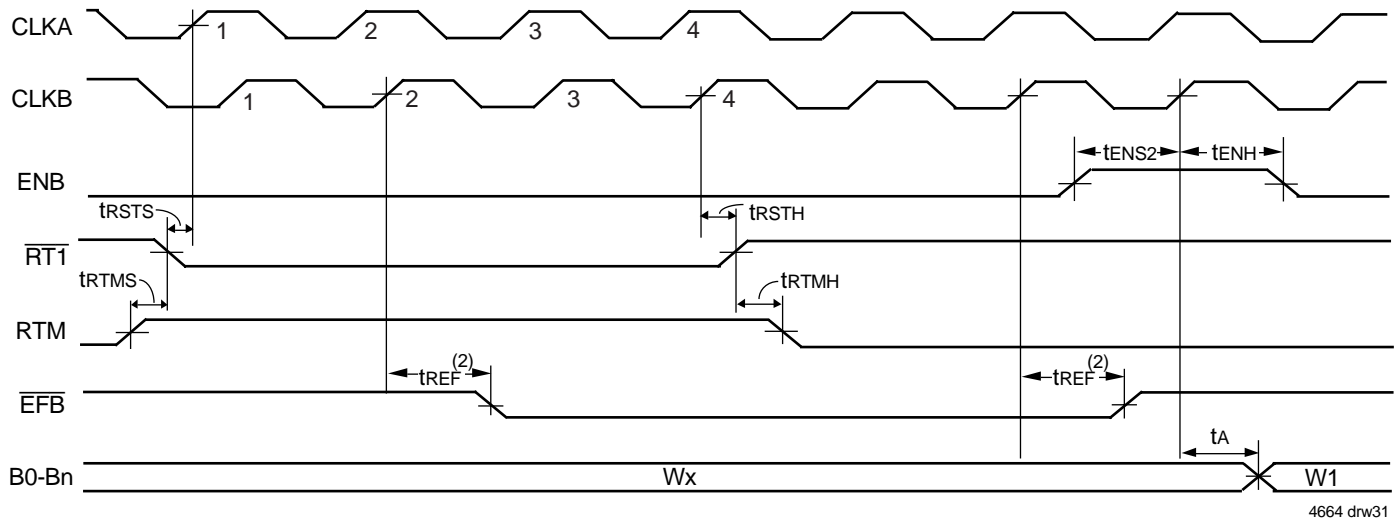 CLKA 1 2 3 4
CLKB 1 2 3 4
tENS2 tENH
ENB
tRSTS tRSTH
RT1
tRTMS tRTMH
RTM
tREF(2) tREF(2)
EFB
tA
B0-Bn Wx W1
4664 drw31